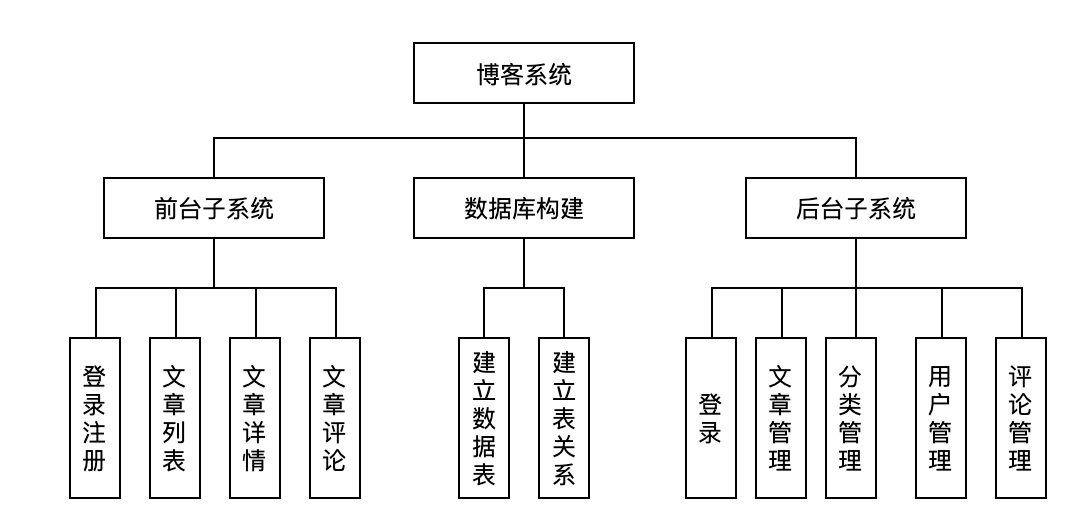 博客系统
前台子系统
数据库构建
后台子系统
登录注册
文章列表
文章详情
文章评论
建立数据表
建立表关系
登录
文章管理
分类管理
用户管理
评论管理